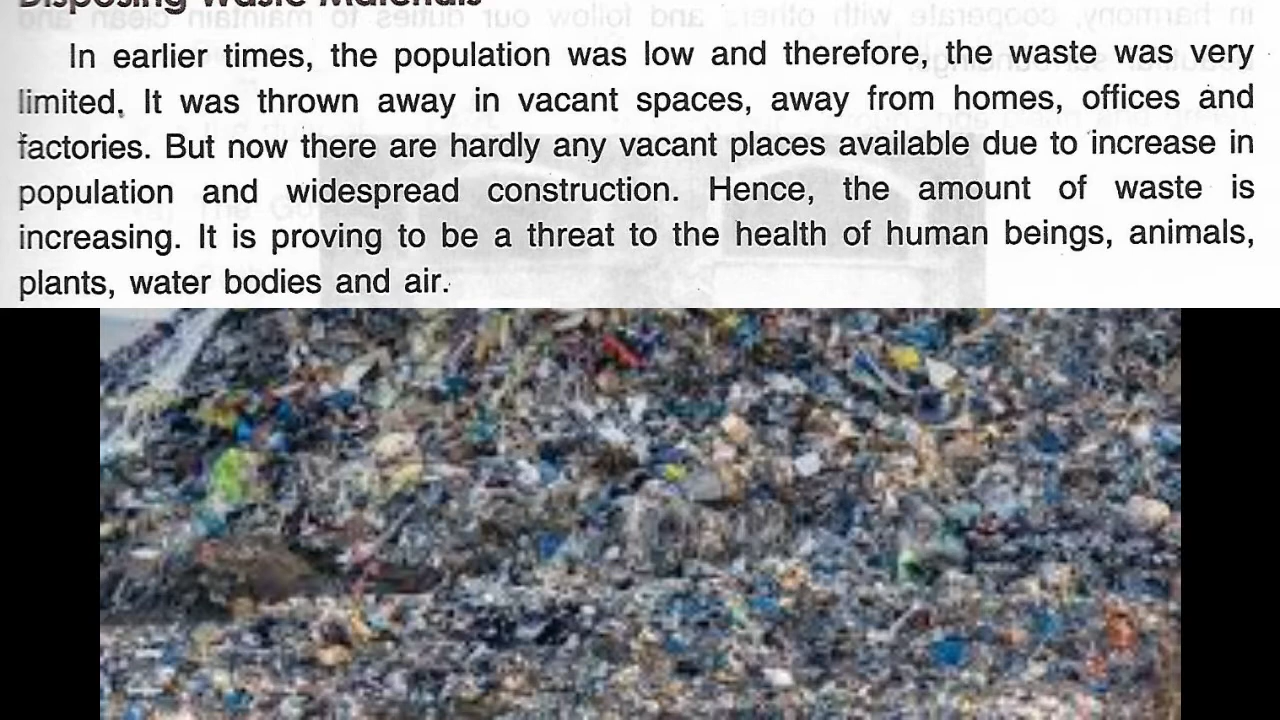 Disposing Waste Materials
In earlier times, the population was low and therefore, the waste was very
limited. It was thrown away in vacant spaces, away from homes, offices and
factories. But now there are hardly any vacant places available due to increase in
population and widespread construction. Hence, the amount of waste is
increasing. It is proving to be a threat to the health of human beings, animals,
plants, water bodies and air.